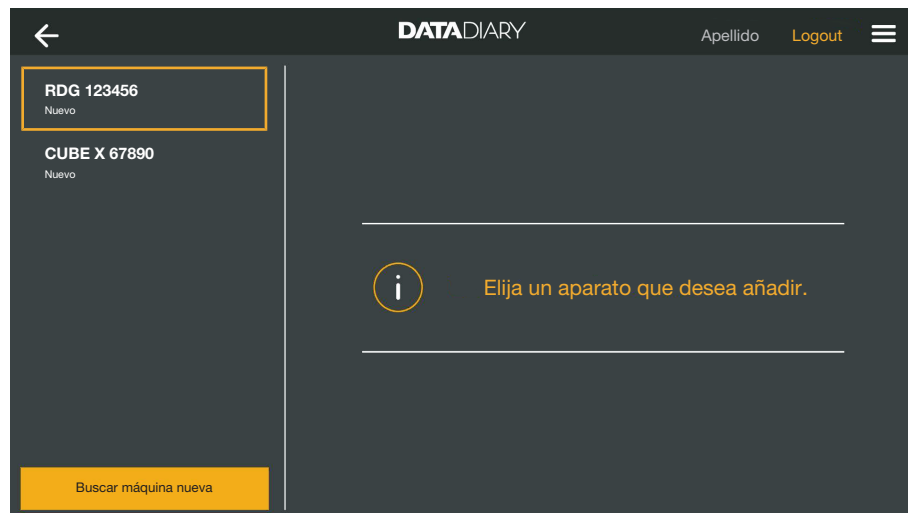 DATADIARY
Apellido
Logout
RDG 123456
Nuevo
CUBE X 67890
Nuevo
i
Elija un aparato que desea añadir.
Buscar máquina nueva